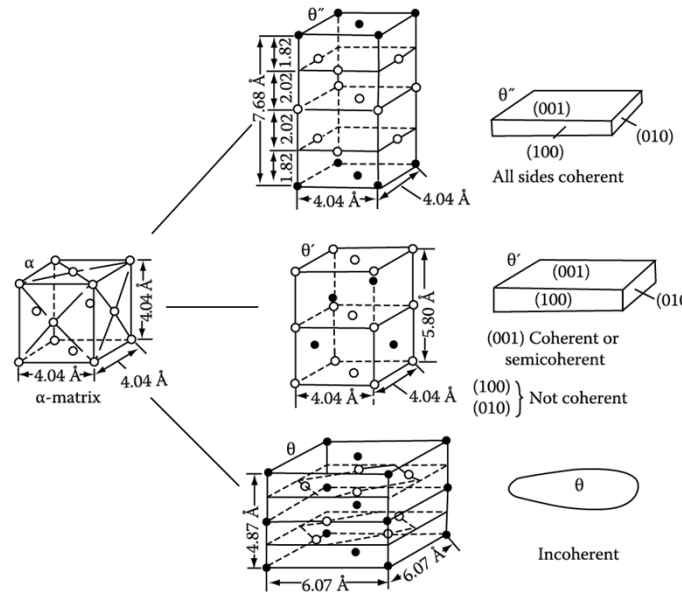 θ″
1.82
2.02
7.68 Å
2.02
1.82
4.04 Å
4.04 Å
θ″
(001)
(010)
(100)
All sides coherent
α
4.04 Å
4.04 Å
4.04 Å
α-matrix
θ′
5.80 Å
4.04 Å
4.04 Å
θ′
(001)
(100)
(010
(001) Coherent or
semicoherent
(100)
(010)
Not coherent
θ
4.87 Å
6.07 Å
6.07 Å
θ
Incoherent